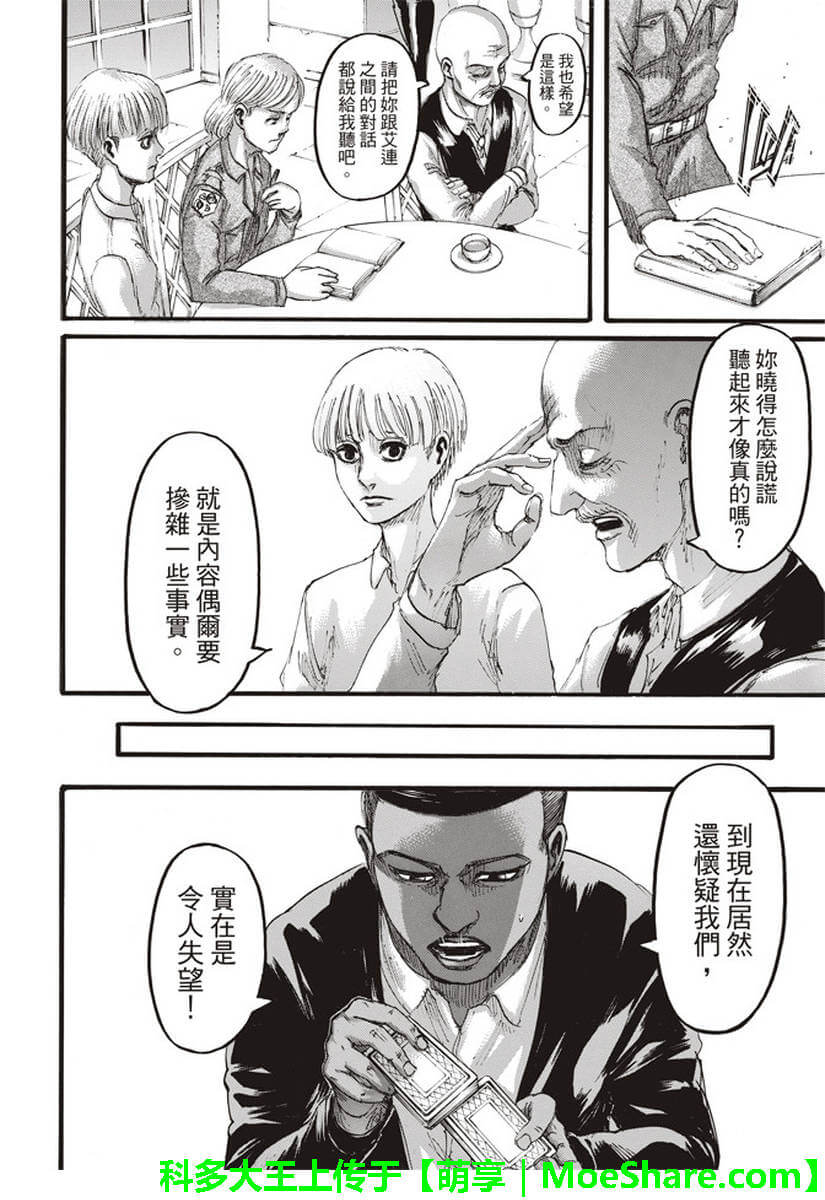 我也希望
是這樣。
請把妳跟艾連
之間的對話
都說給我聽吧。
妳曉得怎麼說謊
聽起來才像真的嗎？
就是內容偶爾要
摻雜一些事實。
到現在居然
還懷疑我們，
實在是
令人失望！
科多大王上传于【萌享】|MoeShare.com】